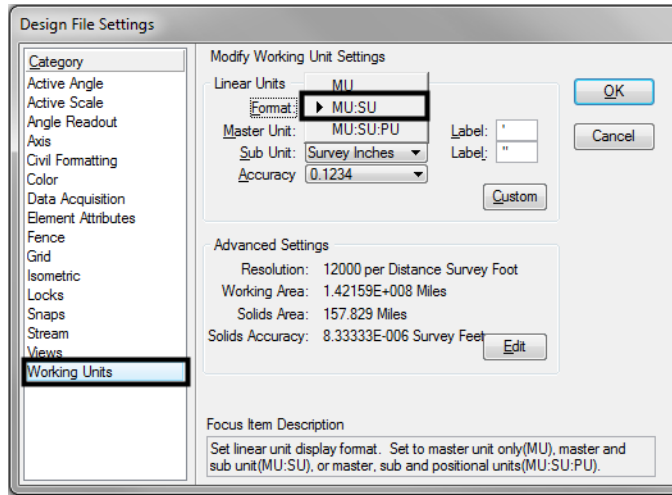 Design File Settings
Category
Active Angle
Active Scale
Angle Readout
Axis
Civil Formatting
Color
Data Acquisition
Element Attributes
Fence
Grid
Isometric
Locks
Snaps
Stream
Views
Working Units
Modify Working Unit Settings
Linear Units
MU
Format: MU:SU
MU:SU:PU
Master Unit: Label: '
Sub Unit: Survey Inches Label: "
Accuracy 0.1234
Custom
Advanced Settings
Resolution: 12000 per Distance Survey Foot
Working Area: 1.42159E+008 Miles
Solids Area: 157.829 Miles
Solids Accuracy: 8.33333E-006 Survey Feet
Edit
Focus Item Description
Set linear unit display format. Set to master unit only(MU), master and
sub unit(MU:SU), or master, sub and positional units(MU:SU:PU).
OK
Cancel